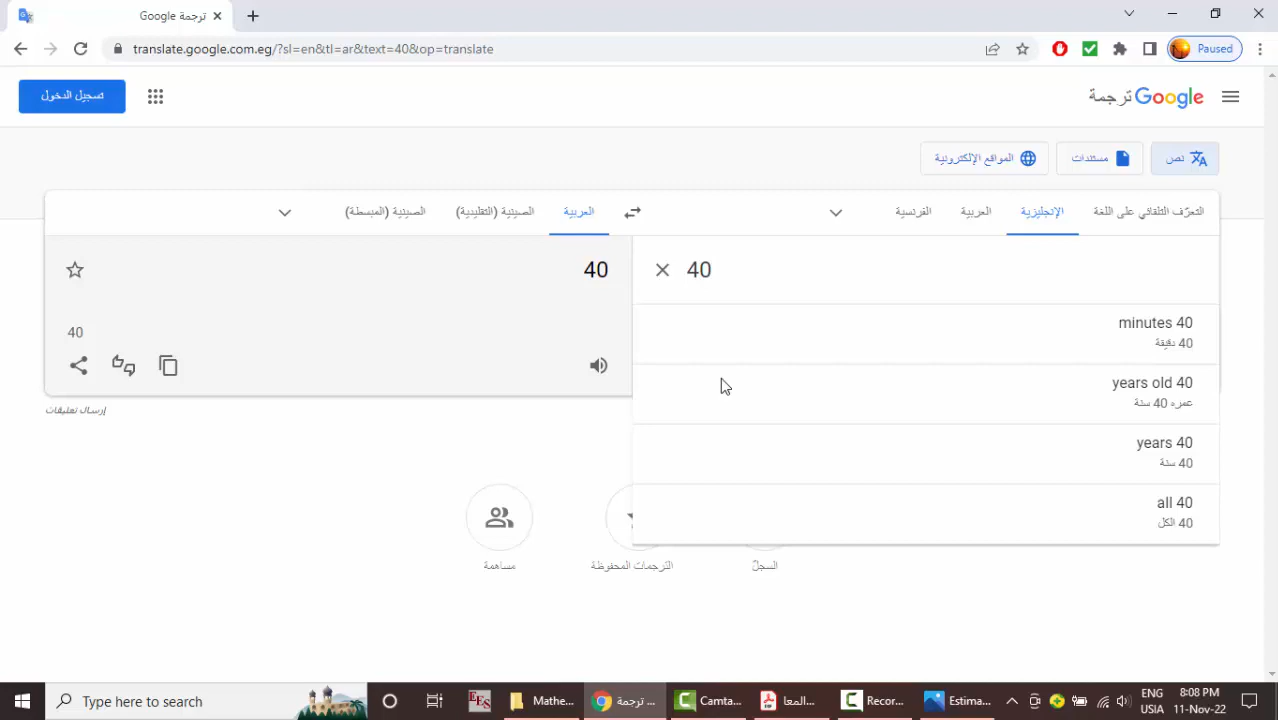 ترجمة Google
translate.google.com.eg/?sl=en&tl=ar&text=40&op=translate
Paused
ترجمة Google
تسجيل الدخول
نص
مستندات
المواقع الإلكترونية
التعرّف التلقائي على اللغة
الإنجليزية
العربية
الفرنسية
العربية
الصينية (التقليدية)
الصينية (المبسطة)
40
40
40
40 minutes
40 دقيقة
40 years old
عمره 40 سنة
40 years
40 سنة
40 all
40 الكل
إرسال تعليقات
السجلّ
الترجمات المحفوظة
مساهمة
Type here to search
EES
Mathe...
ترجمة ...
Camta...
المعا...
Recor...
Estima...
ENG
USIA
8:08 PM
11-Nov-22